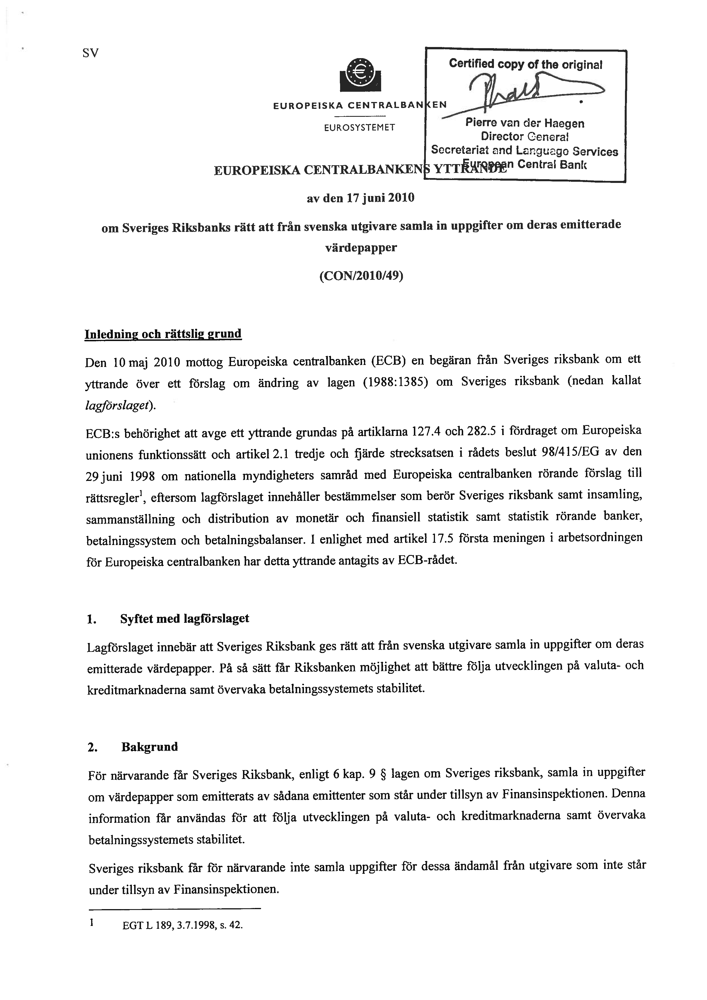 SV
Certified copy of the original
EUROPEISKA CENTRALBANKEN
EUROSYSTEMET
Pierre van der Haegen
Director General
Secretariat and Language Services
European Central Bank
EUROPEISKA CENTRALBANKENS YTTRANDE
av den 17 juni 2010
om Sveriges Riksbanks rätt att från svenska utgivare samla in uppgifter om deras emitterade
värdepapper
(CON/2010/49)
Inledning och rättslig grund
Den 10 maj 2010 mottog Europeiska centralbanken (ECB) en begäran från Sveriges riksbank om ett
yttrande över ett förslag om ändring av lagen (1988:1385) om Sveriges riksbank (nedan kallat
lagförslaget).
ECB:s behörighet att avge ett yttrande grundas på artiklarna 127.4 och 282.5 i fördraget om Europeiska
unionens funktionssätt och artikel 2.1 tredje och fjärde strecksatsen i rådets beslut 98/415/EG av den
29 juni 1998 om nationella myndigheters samråd med Europeiska centralbanken rörande förslag till
rättsregler¹, eftersom lagförslaget innehåller bestämmelser som berör Sveriges riksbank samt insamling,
sammanställning och distribution av monetär och finansiell statistik samt statistik rörande banker,
betalningssystem och betalningsbalanser. I enlighet med artikel 17.5 första meningen i arbetsordningen
för Europeiska centralbanken har detta yttrande antagits av ECB-rådet.
1. Syftet med lagförslaget
Lagförslaget innebär att Sveriges Riksbank ges rätt att från svenska utgivare samla in uppgifter om deras
emitterade värdepapper. På så sätt får Riksbanken möjlighet att bättre följa utvecklingen på valuta- och
kreditmarknaderna samt övervaka betalningssystemets stabilitet.
2. Bakgrund
För närvarande får Sveriges Riksbank, enligt 6 kap. 9 § lagen om Sveriges riksbank, samla in uppgifter
om värdepapper som emitterats av sådana emittenter som står under tillsyn av Finansinspektionen. Denna
information får användas för att följa utvecklingen på valuta- och kreditmarknaderna samt övervaka
betalningssystemets stabilitet.
Sveriges riksbank får för närvarande inte samla uppgifter för dessa ändamål från utgivare som inte står
under tillsyn av Finansinspektionen.
1 EGT L 189, 3.7.1998, s. 42.